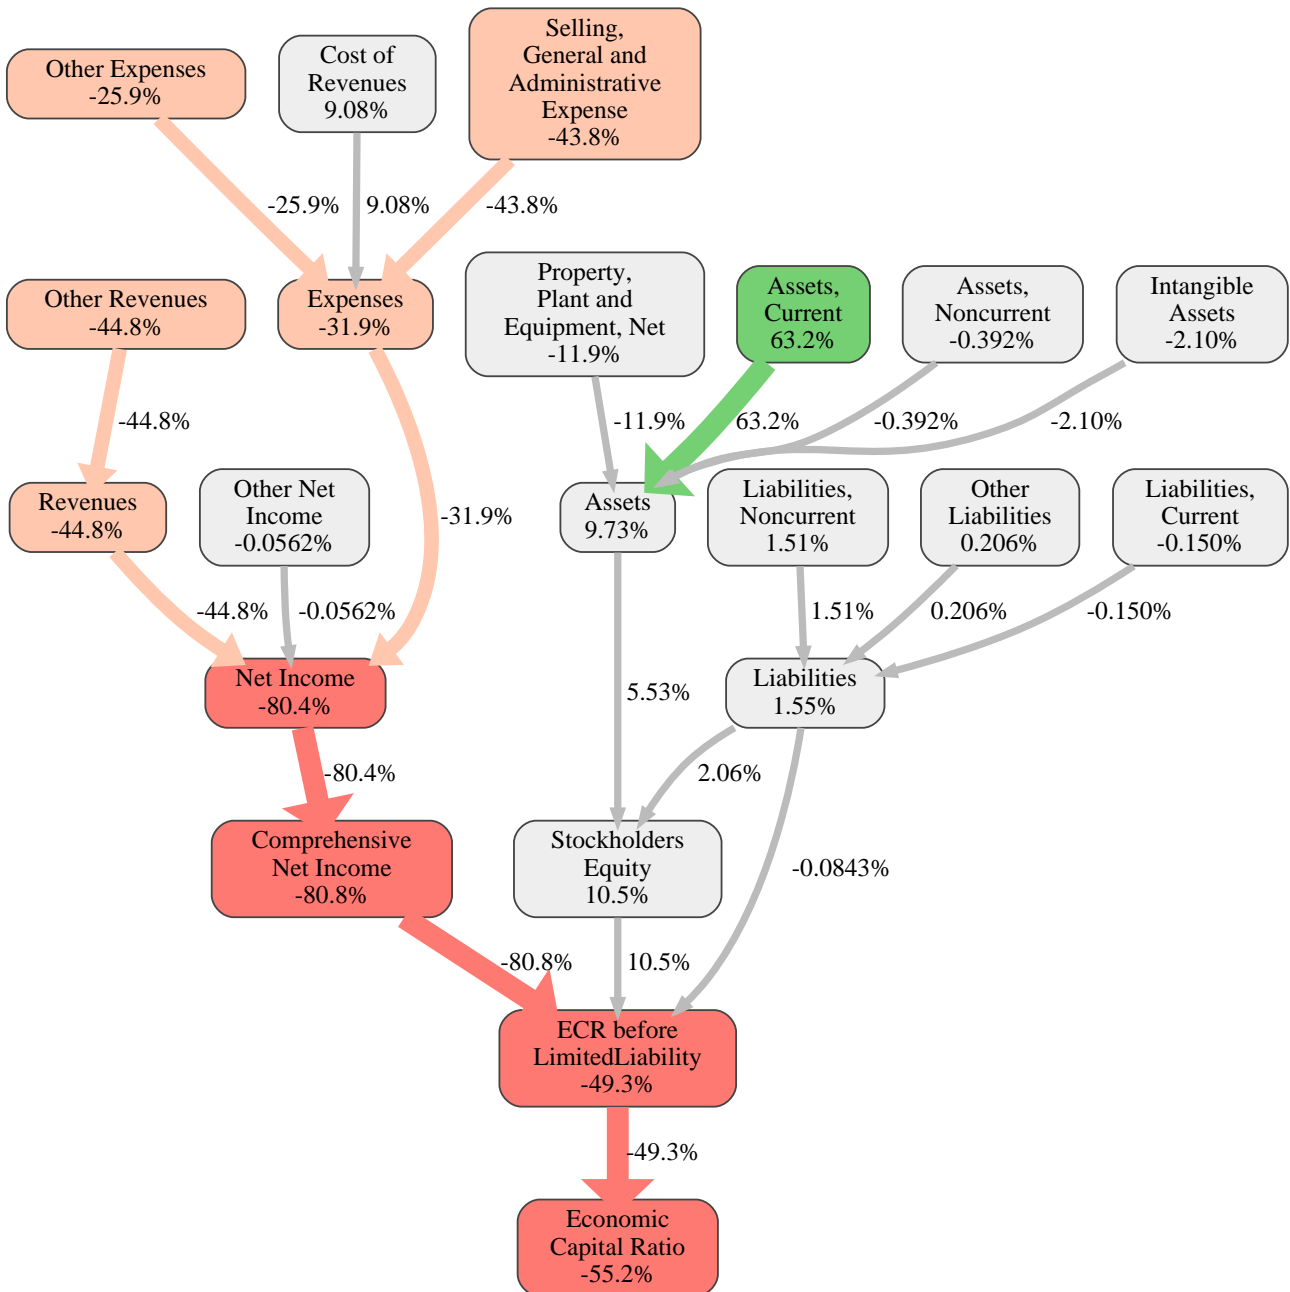 Other Expenses
-25.9%
Cost of
Revenues
9.08%
Selling,
General and
Administrative
Expense
-43.8%
-25.9%
9.08%
-43.8%
Other Revenues
-44.8%
Expenses
-31.9%
Property,
Plant and
Equipment, Net
-11.9%
Assets,
Current
63.2%
Assets,
Noncurrent
-0.392%
Intangible
Assets
-2.10%
-44.8%
-11.9%
63.2%
-0.392%
-2.10%
Revenues
-44.8%
Other Net
Income
-0.0562%
-31.9%
Assets
9.73%
Liabilities,
Noncurrent
1.51%
Other
Liabilities
0.206%
Liabilities,
Current
-0.150%
-44.8%
-0.0562%
1.51%
0.206%
-0.150%
Net Income
-80.4%
5.53%
Liabilities
1.55%
-80.4%
2.06%
Comprehensive
Net Income
-80.8%
Stockholders
Equity
10.5%
-0.0843%
-80.8%
10.5%
ECR before
LimitedLiability
-49.3%
-49.3%
Economic
Capital Ratio
-55.2%